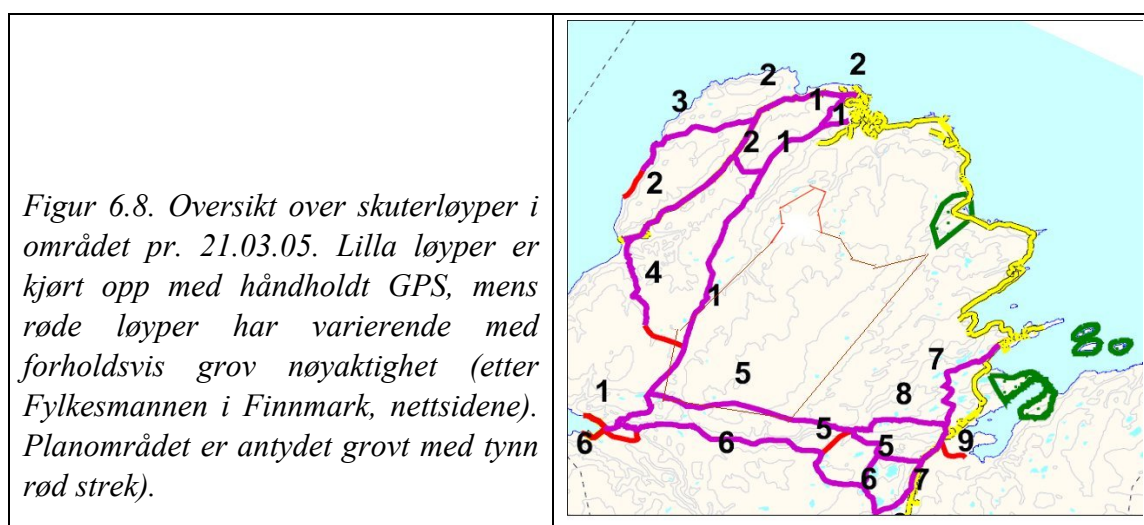 Figur 6.8. Oversikt over skuterløyper i
området pr. 21.03.05. Lilla løyper er
kjørt opp med håndholdt GPS, mens
røde løyper har varierende med
forholdsvis grov nøyaktighet (etter
Fylkesmannen i Finnmark, nettsidene).
Planområdet er antydet grovt med tynn
rød strek).
2
2
3
1
1
2
1
2
4
1
7
5
8
1
6
6
5
5
9
6
7